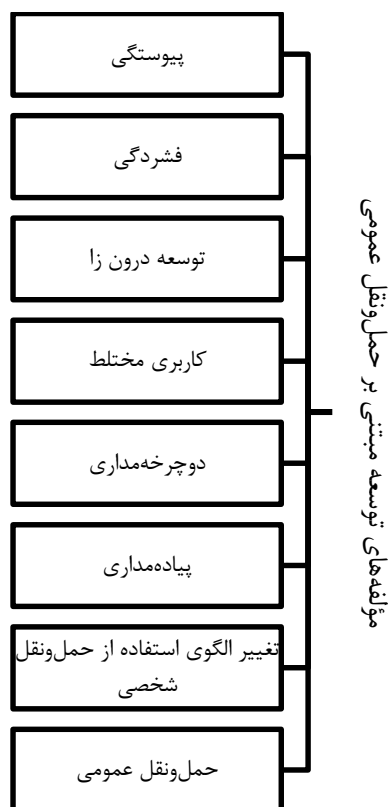 مؤلفه‌های توسعه مبتنی بر حمل‌ونقل عمومی
پیوستگی
فشردگی
توسعه درون زا
کاربری مختلط
دوچرخه‌مداری
پیاده‌مداری
تغییر الگوی استفاده از حمل‌ونقل
شخصی
حمل‌ونقل عمومی